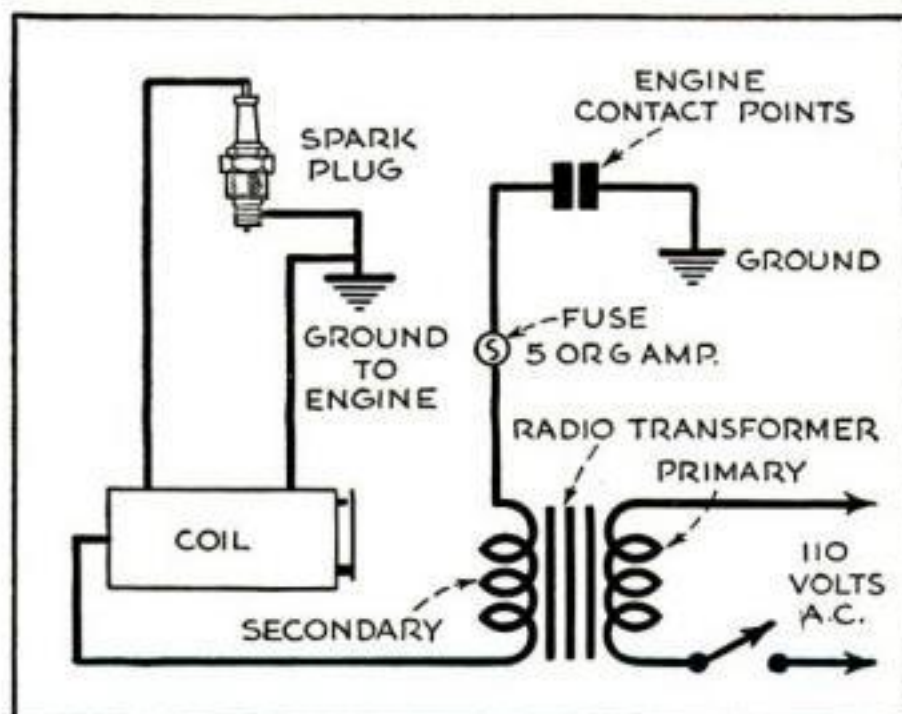 ENGINE
CONTACT POINTS
SPARK
PLUG
GROUND
GROUND
TO
ENGINE
FUSE
5 OR 6 AMP.
S
RADIO TRANSFORMER
PRIMARY
COIL
SECONDARY
110
VOLTS
A.C.